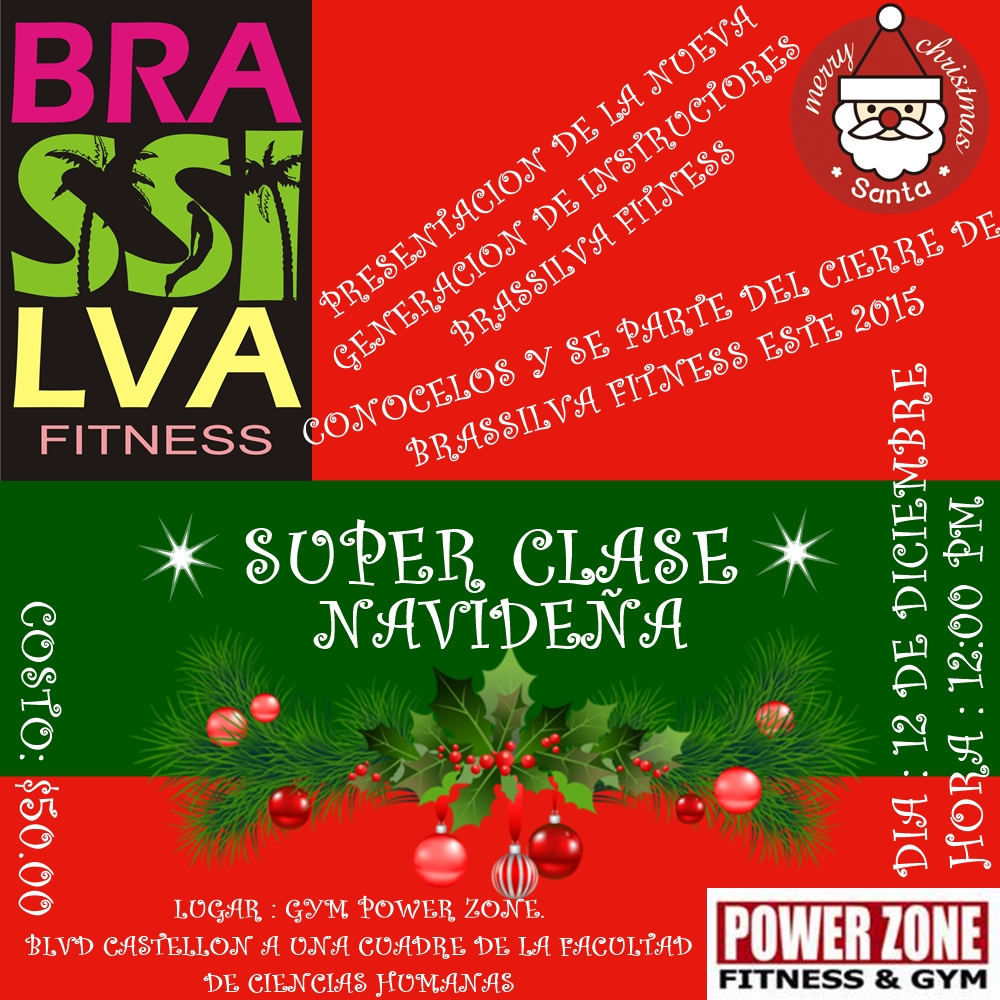 BRA
SSI
LVA
FITNESS
PRESENTACION DE LA NUEVA
GENERACION DE INSTRUCTORES
BRASSILVA FITNESS
CONOCELOS Y SE PARTE DEL CIERRE DE
BRASSILVA FITNESS ESTE 2015
merry christmas
Santa
SUPER CLASE
NAVIDEÑA
COSTO: $50.00
DIA : 12 DE DICIEMBRE
HORA : 12:00 PM
LUGAR : GYM POWER ZONE.
BLVD CASTELLON A UNA CUADRE DE LA FACULTAD
DE CIENCIAS HUMANAS
POWER ZONE
FITNESS & GYM